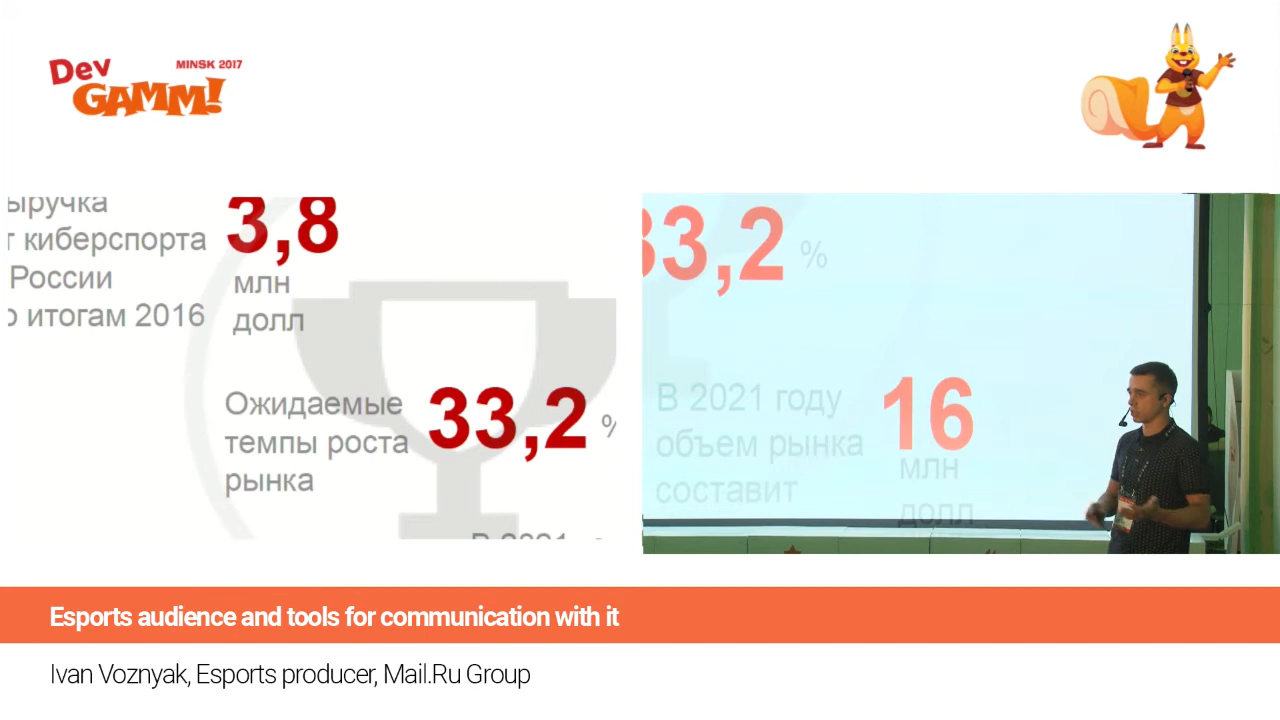 Dev
GAMM!
MINSK 2017
ыручка
т киберспорта
России
о итогам 2016
3,8
млн
долл
Ожидаемые
темпы роста
рынка
33,2
%
33,2 %
В 2021 году
объем рынка
составит
16
млн
долл
Esports audience and tools for communication with it
Ivan Voznyak, Esports producer, Mail.Ru Group